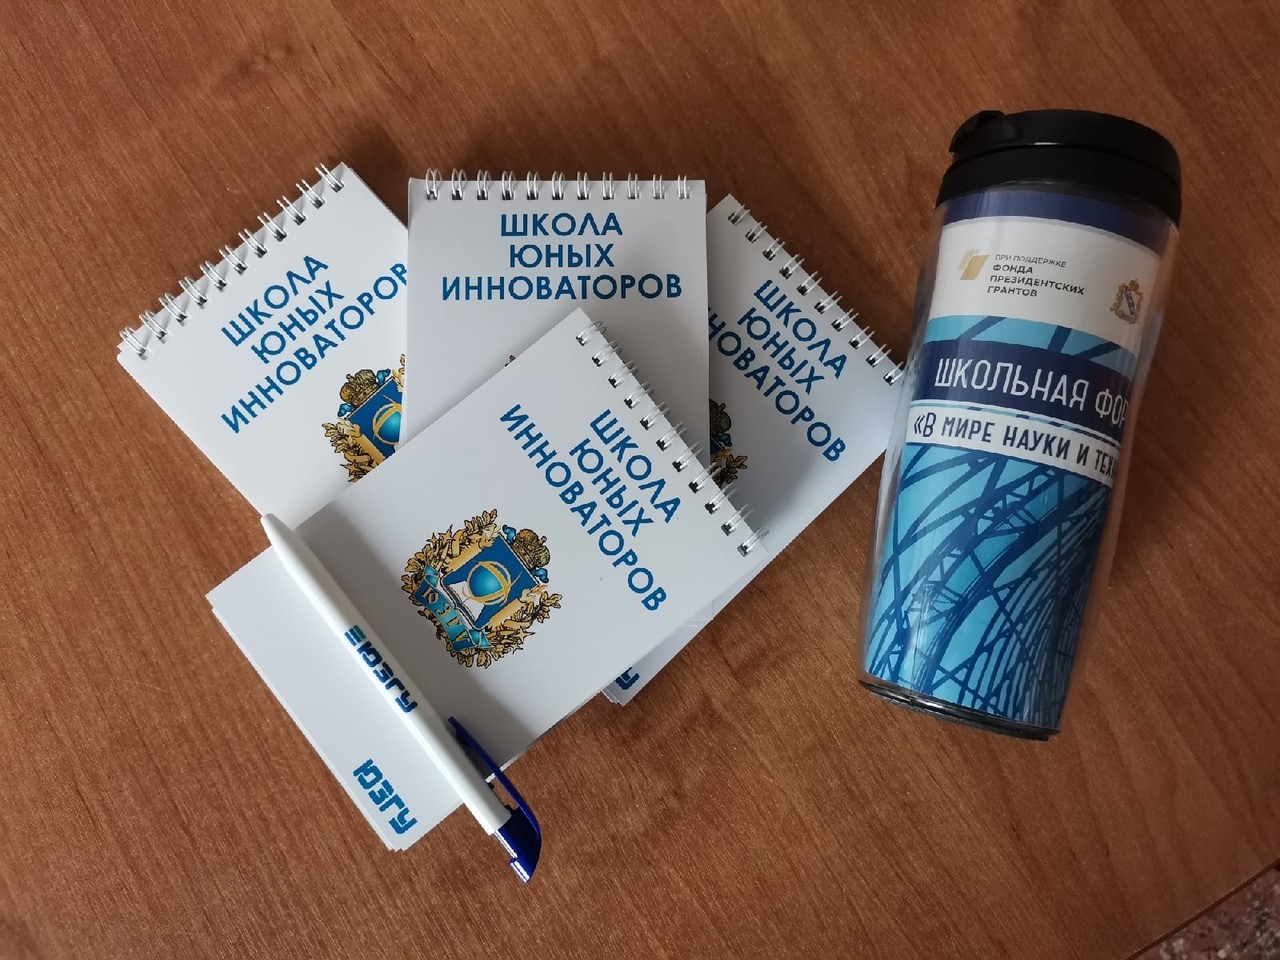 ШКОЛА
ЮНЫХ
ИННОВАТОРОВ
ШКОЛА
ЮНЫХ
ИННОВАТОРОВ
ШКОЛА
ЮНЫХ
ННОВАТОРОВ
ШКОЛА
ЮНЫХ
ИННОВАТОРОВ
ЮЗГУ
ЮЗГУ
ЮЗГУ
ПРИ ПОДДЕРЖКЕ
ФОНДА
ПРЕЗИДЕНТСКИХ
ГРАНТОВ
ШКОЛЬНАЯ ФОР
«В МИРЕ НАУКИ И ТЕХ